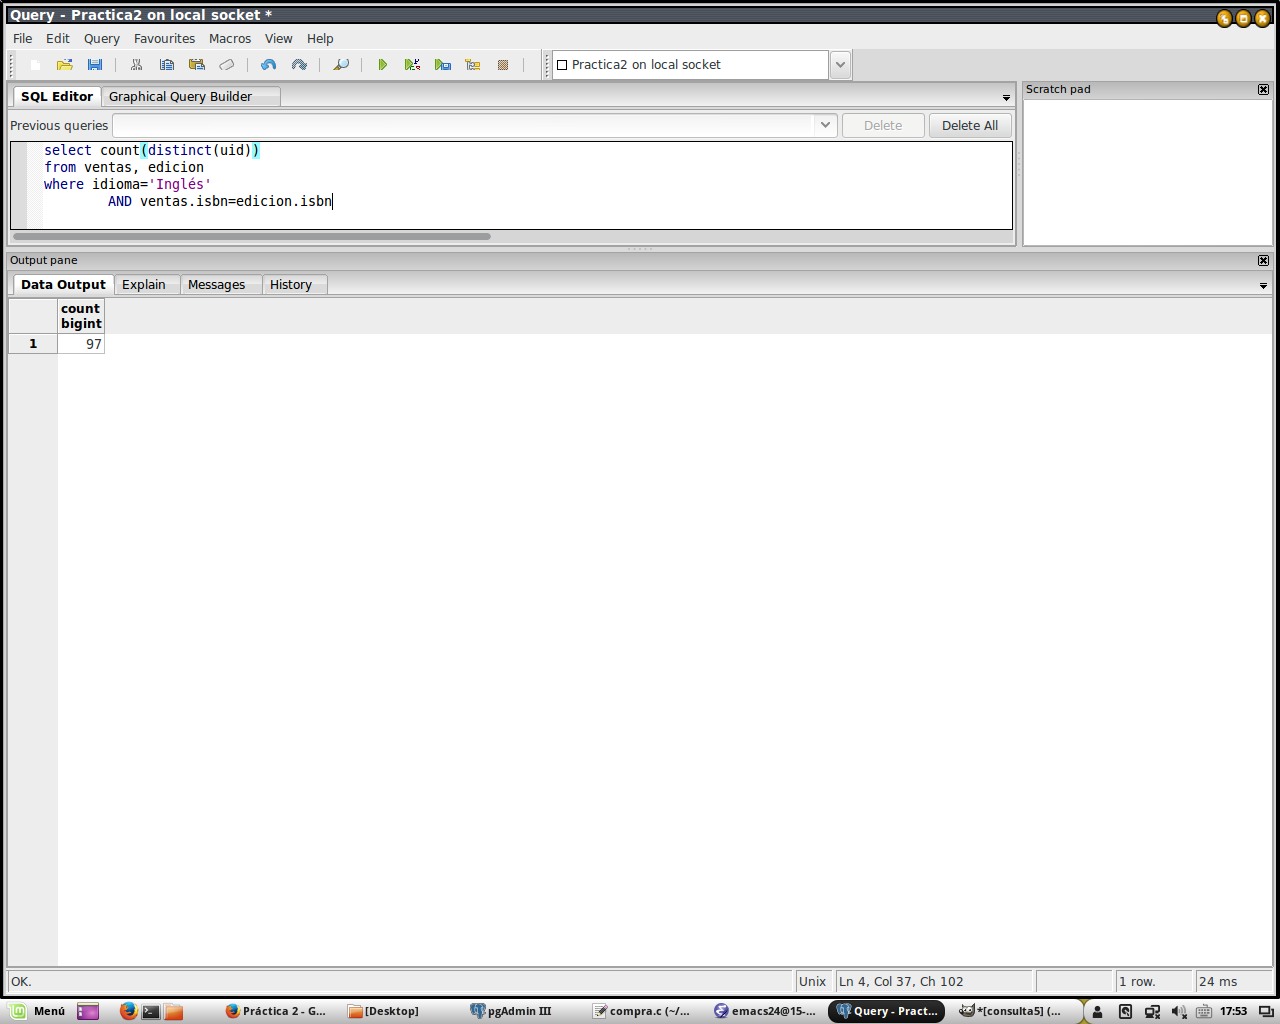 Query - Practica2 on local socket *
File Edit Query Favourites Macros View Help
Practica2 on local socket
SQL Editor Graphical Query Builder
Scratch pad
Previous queries Delete Delete All
select count(distinct(uid))
from ventas, edicion
where idioma='Inglés'
AND ventas.isbn=edicion.isbn
Output pane
Data Output Explain Messages History
count
bigint
1 97
OK. Unix Ln 4, Col 37, Ch 102 1 row. 24 ms
Menú Práctica 2 - G... [Desktop] pgAdmin III compra.c (~/... emacs24@15-... Query - Pract... *[consulta5] (... 17:53